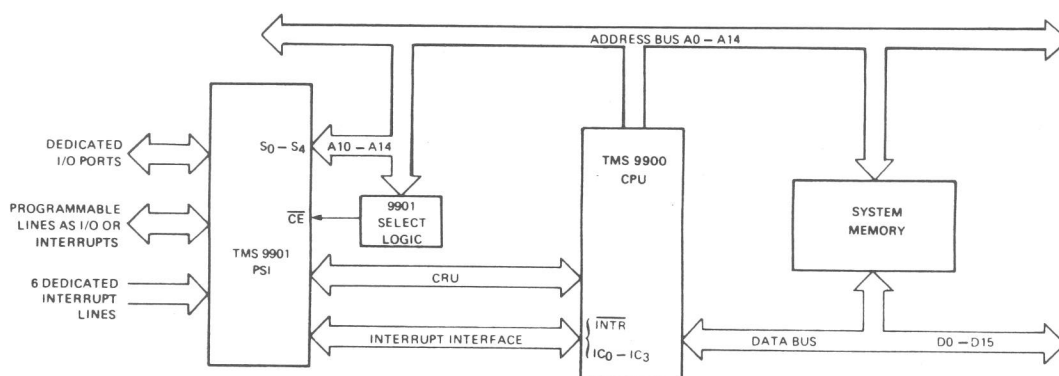 ADDRESS BUS A0 – A14
DEDICATED
I/O PORTS
S0 – S4
A10 – A14
TMS 9900
CPU
PROGRAMMABLE
LINES AS I/O OR
INTERRUPTS
CE
9901
SELECT
LOGIC
SYSTEM
MEMORY
TMS 9901
PSI
6 DEDICATED
INTERRUPT
LINES
CRU
INTERRUPT INTERFACE
INTR
IC0 – IC3
DATA BUS
D0 – D15